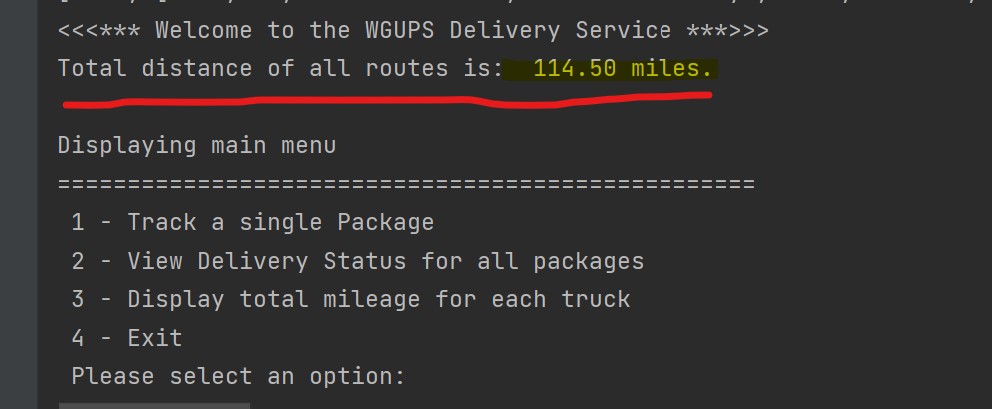 <<<*** Welcome to the WGUPS Delivery Service ***>>>
Total distance of all routes is:  114.50 miles.
Displaying main menu
==================================================
1 - Track a single Package
2 - View Delivery Status for all packages
3 - Display total mileage for each truck
4 - Exit
Please select an option: